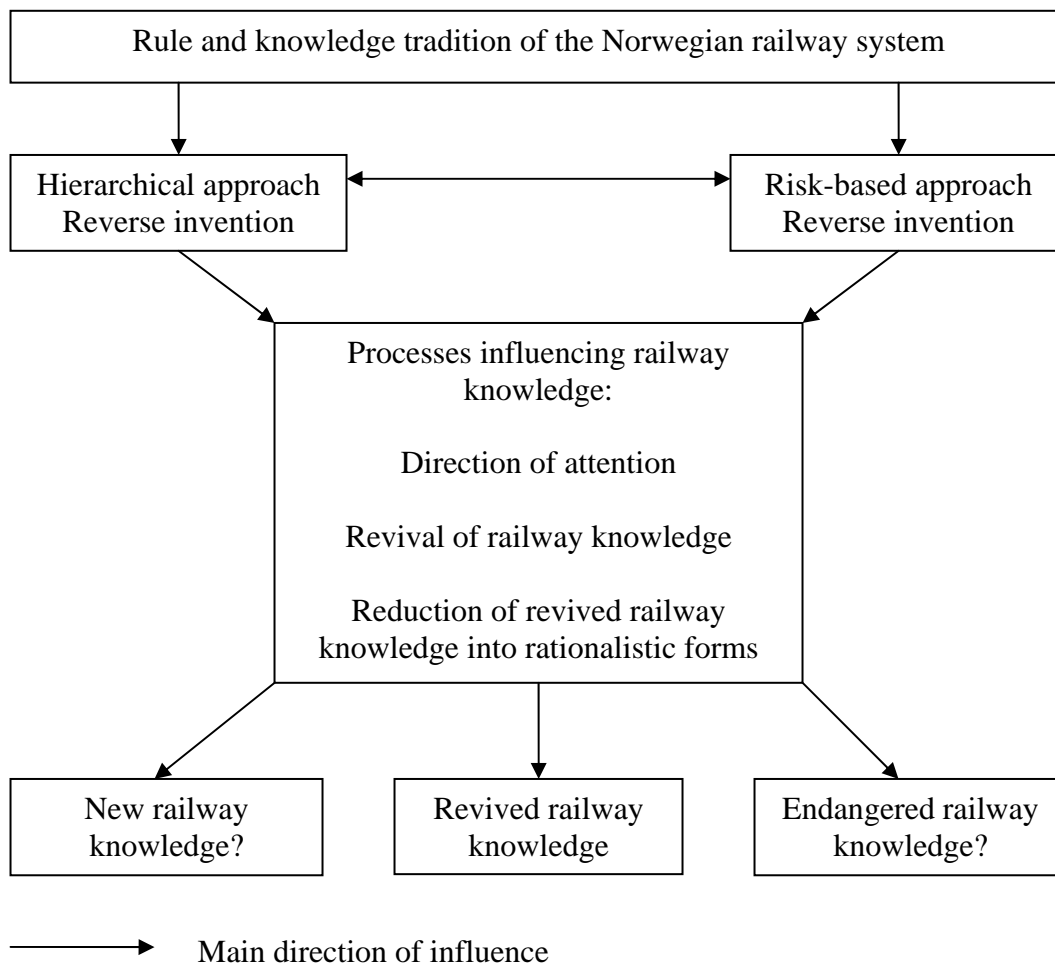 Rule and knowledge tradition of the Norwegian railway system
Hierarchical approach
Reverse invention
Risk-based approach
Reverse invention
Processes influencing railway
knowledge:
Direction of attention
Revival of railway knowledge
Reduction of revived railway
knowledge into rationalistic forms
New railway
knowledge?
Revived railway
knowledge
Endangered railway
knowledge?
Main direction of influence